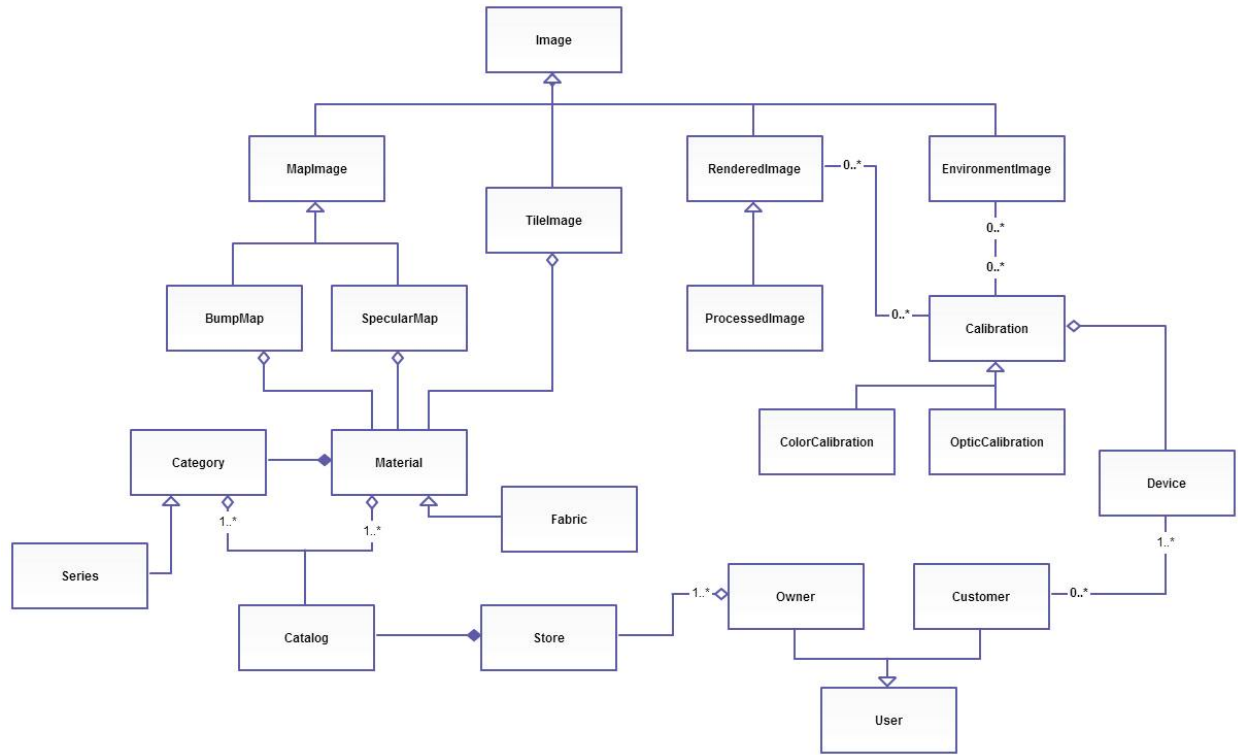 Image
MapImage
RenderedImage
0..*
EnvironmentImage
TileImage
0..*
0..*
BumpMap
SpecularMap
ProcessedImage
0..*
Calibration
ColorCalibration
OpticCalibration
Category
Material
Device
Fabric
1..*
1..*
1..*
Series
Catalog
Store
1..*
Owner
Customer
0..*
User